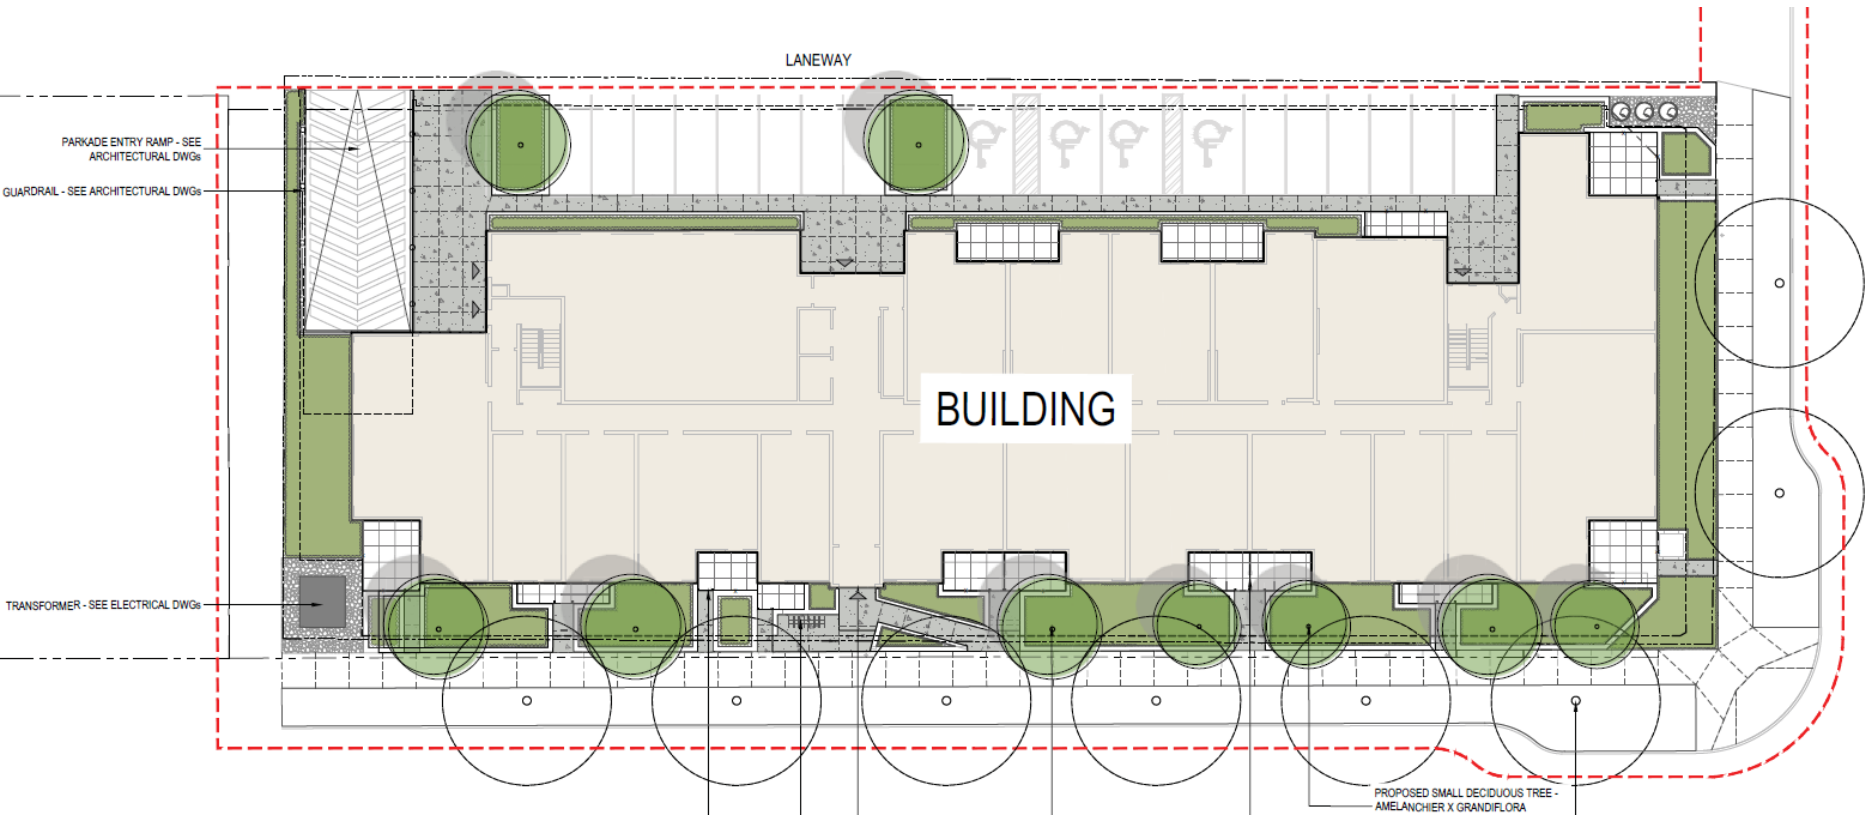 LANEWAY
PARKADE ENTRY RAMP - SEE
ARCHITECTURAL DWGs
GUARDRAIL - SEE ARCHITECTURAL DWGs
BUILDING
TRANSFORMER - SEE ELECTRICAL DWGs
PROPOSED SMALL DECIDUOUS TREE -
AMELANCHIER X GRANDIFLORA